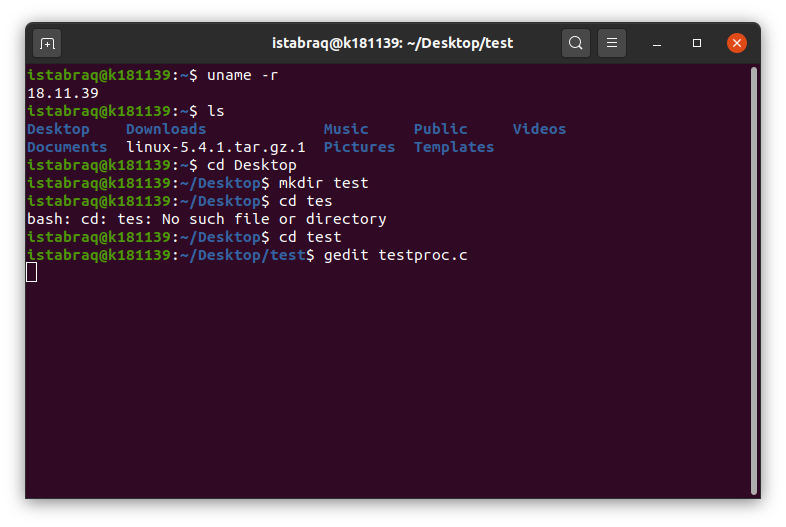 istabraq@k181139: ~/Desktop/test
istabraq@k181139:~$ uname -r
18.11.39
istabraq@k181139:~$ ls
Desktop    Downloads             Music     Public     Videos
Documents  linux-5.4.1.tar.gz.1  Pictures  Templates
istabraq@k181139:~$ cd Desktop
istabraq@k181139:~/Desktop$ mkdir test
istabraq@k181139:~/Desktop$ cd tes
bash: cd: tes: No such file or directory
istabraq@k181139:~/Desktop$ cd test
istabraq@k181139:~/Desktop/test$ gedit testproc.c